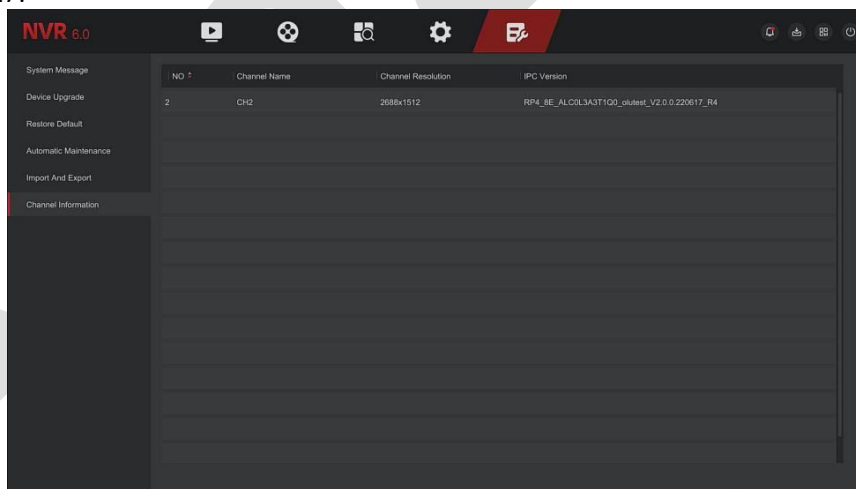 NVR 6.0
System Message
Device Upgrade
Restore Default
Automatic Maintenance
Import And Export
Channel Information
NO Channel Name Channel Resolution IPC Version
2 CH2 2688x1512 RP4_8E_ALC0L3A3T1Q0_olutest_V2.0.0.220617_R4